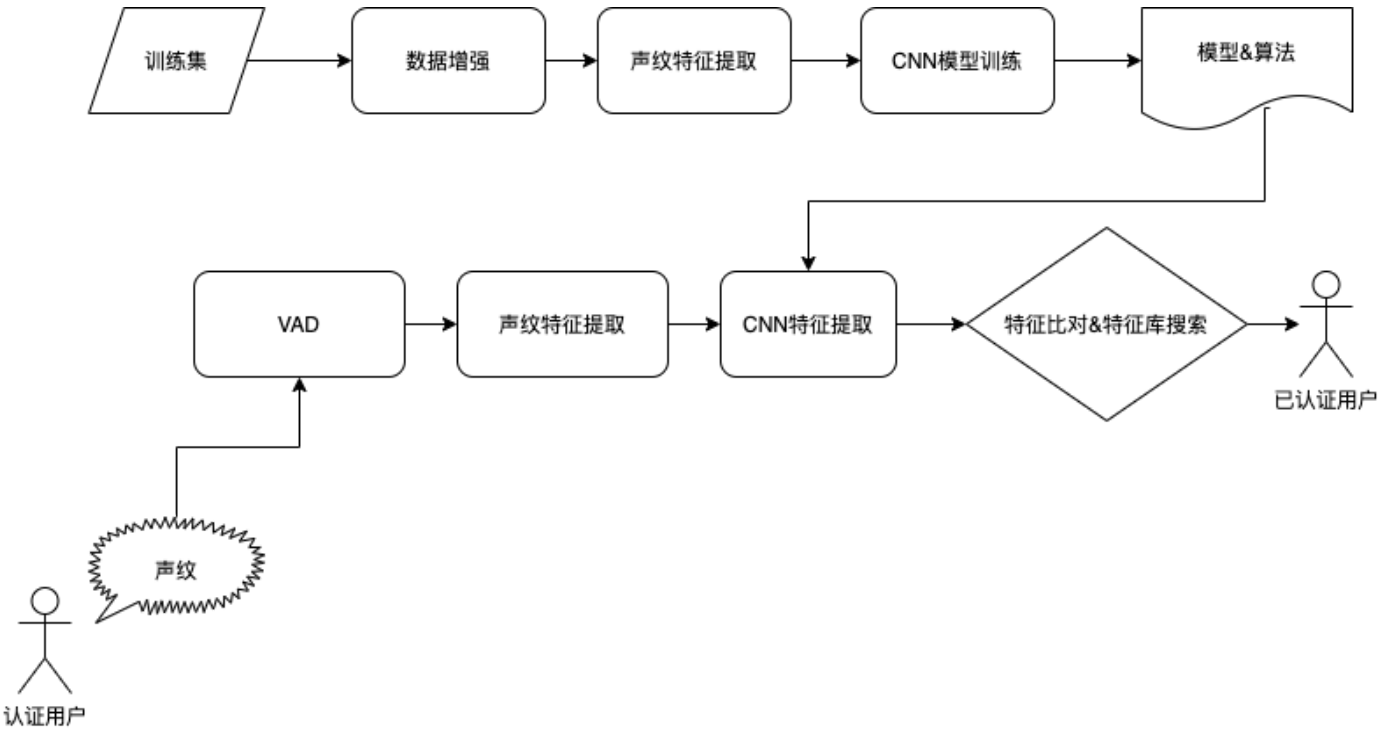 训练集
数据增强
声纹特征提取
CNN模型训练
模型&算法
VAD
声纹特征提取
CNN特征提取
特征比对&特征库搜索
已认证用户
声纹
认证用户